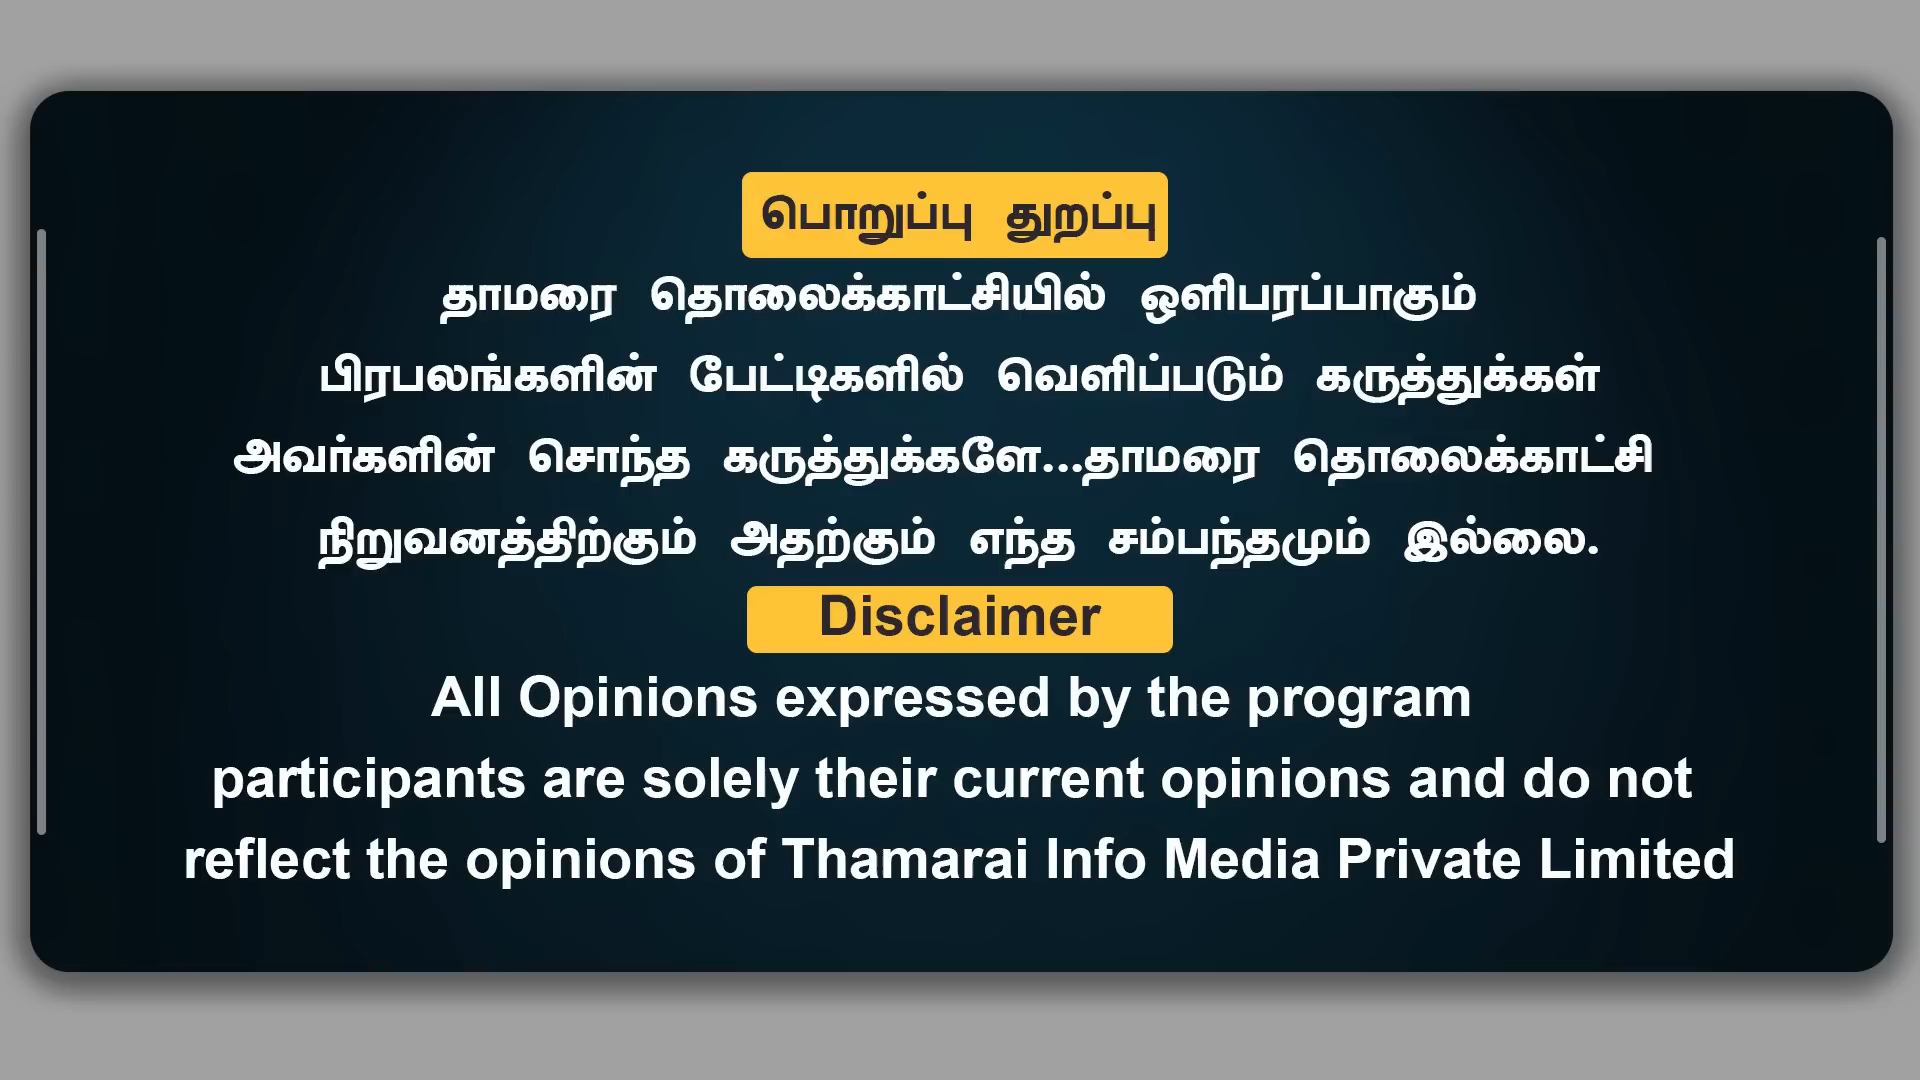 பொறுப்பு துறப்பு
தாமரை தொலைக்காட்சியில் ஒளிபரப்பாகும்
பிரபலங்களின் பேட்டிகளில் வெளிப்படும் கருத்துக்கள்
அவர்களின் சொந்த கருத்துக்களே...தாமரை தொலைக்காட்சி
நிறுவனத்திற்கும் அதற்கும் எந்த சம்பந்தமும் இல்லை.
Disclaimer
All Opinions expressed by the program
participants are solely their current opinions and do not
reflect the opinions of Thamarai Info Media Private Limited